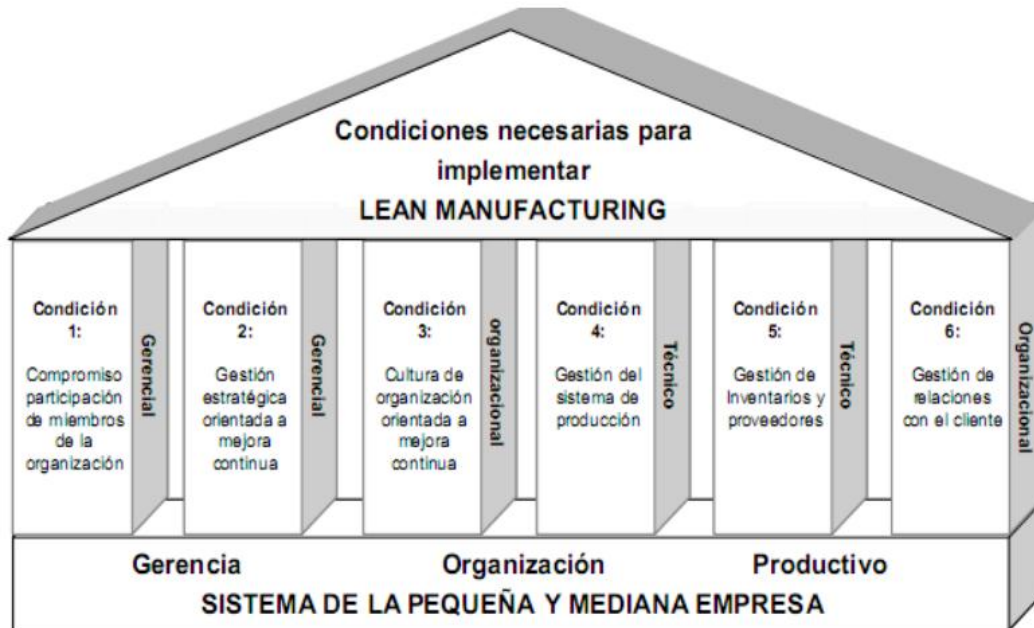 Condiciones necesarias para
implementar
LEAN MANUFACTURING
Condición
1:
Compromiso
participación
de miembros
de la
organización
Gerencial
Condición
2:
Gestión
estratégica
orientada a
mejora
continua
Gerencial
Condición
3:
Cultura de
organización
orientada a
mejora
continua
organizacional
Condición
4:
Gestión del
sistema de
producción
Técnico
Condición
5:
Gestión de
Inventarios y
proveedores
Técnico
Condición
6:
Gestión de
relaciones
con el cliente
Organizacional
Gerencia Organización Productivo
SISTEMA DE LA PEQUEÑA Y MEDIANA EMPRESA